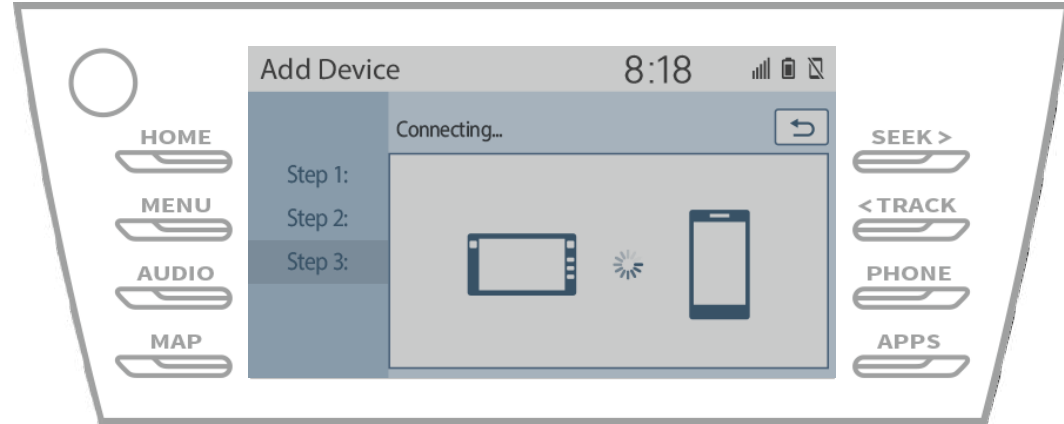 Add Device 8:18
Connecting...
HOME
SEEK >
Step 1:
MENU
Step 2:
< TRACK
Step 3:
AUDIO
PHONE
MAP
APPS